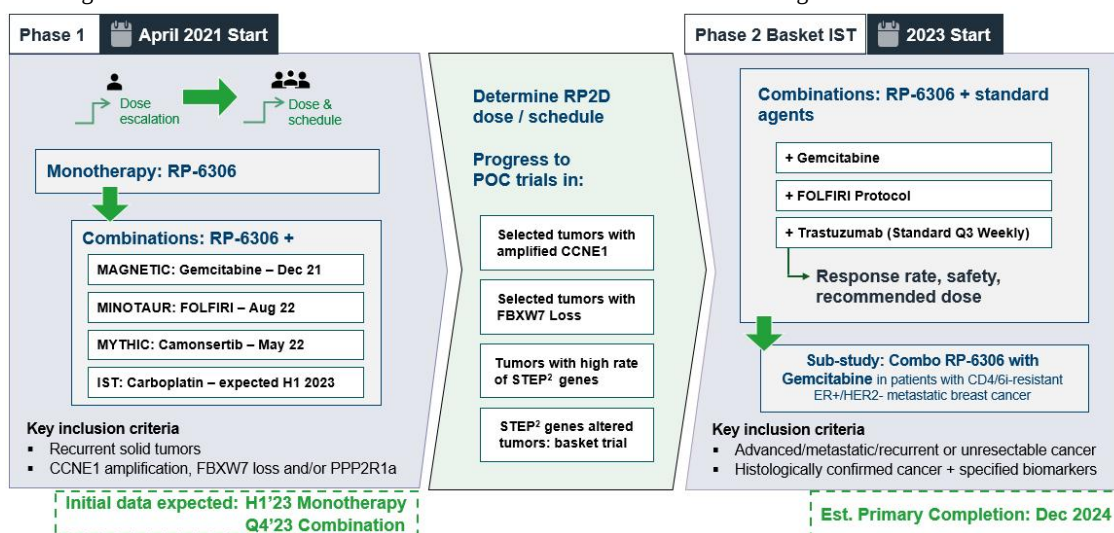 Phase 1
April 2021 Start
Dose
escalation
Dose &
schedule
Monotherapy: RP-6306
Combinations: RP-6306 +
MAGNETIC: Gemcitabine – Dec 21
MINOTAUR: FOLFIRI – Aug 22
MYTHIC: Camonsertib – May 22
IST: Carboplatin – expected H1 2023
Key inclusion criteria
▪ Recurrent solid tumors
▪ CCNE1 amplification, FBXW7 loss and/or PPP2R1a
Initial data expected: H1'23 Monotherapy
Q4'23 Combination
Determine RP2D
dose / schedule
Progress to
POC trials in:
Selected tumors with
amplified CCNE1
Selected tumors with
FBXW7 Loss
Tumors with high rate
of STEP² genes
STEP² genes altered
tumors: basket trial
Phase 2 Basket IST
2023 Start
Combinations: RP-6306 + standard
agents
+ Gemcitabine
+ FOLFIRI Protocol
+ Trastuzumab (Standard Q3 Weekly)
Response rate, safety,
recommended dose
Sub-study: Combo RP-6306 with
Gemcitabine in patients with CD4/6i-resistant
ER+/HER2- metastatic breast cancer
Key inclusion criteria
▪ Advanced/metastatic/recurrent or unresectable cancer
▪ Histologically confirmed cancer + specified biomarkers
Est. Primary Completion: Dec 2024